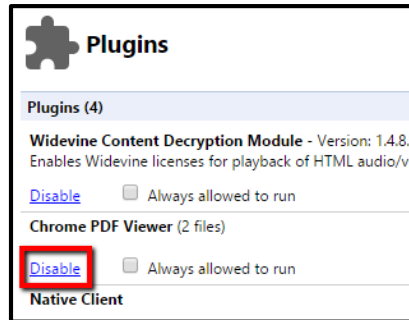 Plugins
Plugins (4)
Widevine Content Decryption Module - Version: 1.4.8.
Enables Widevine licenses for playback of HTML audio/v
Disable Always allowed to run
Chrome PDF Viewer (2 files)
Disable Always allowed to run
Native Client